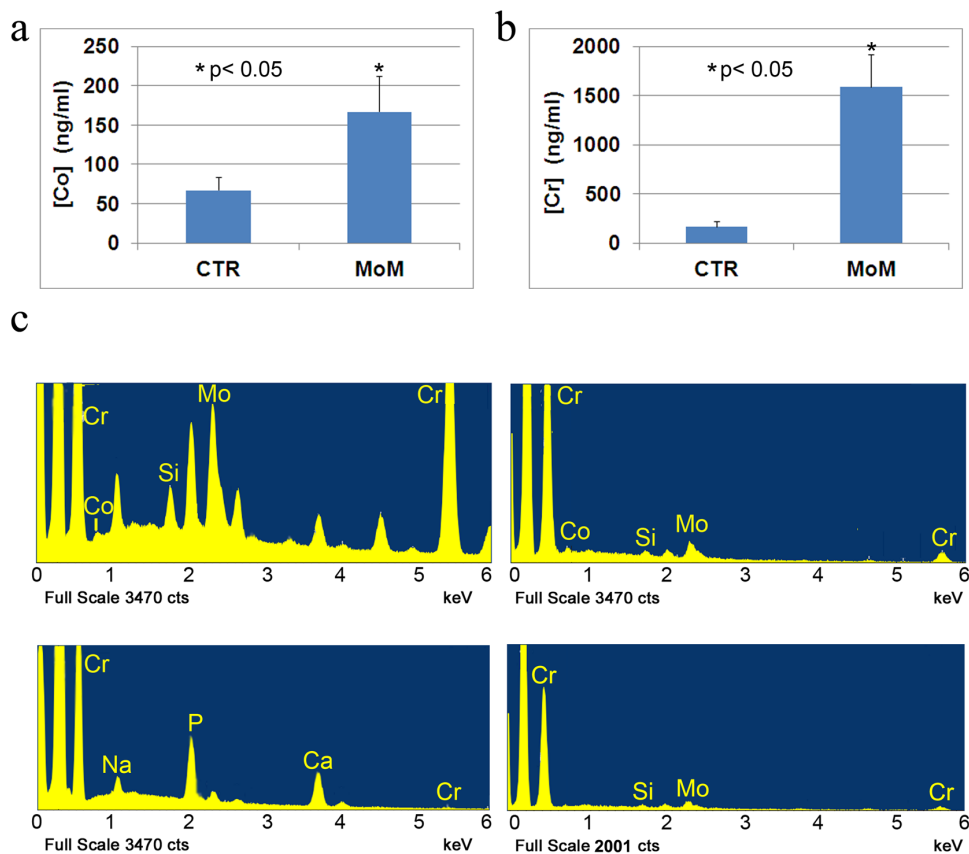 a
250
200
150
100
50
0
[Co] (ng/ml)
* p< 0.05
*
CTR
MoM
b
2000
1500
1000
500
0
[Cr] (ng/ml)
* p< 0.05
*
CTR
MoM
c
Cr
Co
Si
Mo
Cr
0 1 2 3 4 5 6
Full Scale 3470 cts
keV
Cr
Co
Si
Mo
Cr
0 1 2 3 4 5 6
Full Scale 3470 cts
keV
Cr
Na
P
Ca
Cr
0 1 2 3 4 5 6
Full Scale 3470 cts
keV
Cr
Si
Mo
Cr
0 1 2 3 4 5 6
Full Scale 2001 cts
keV